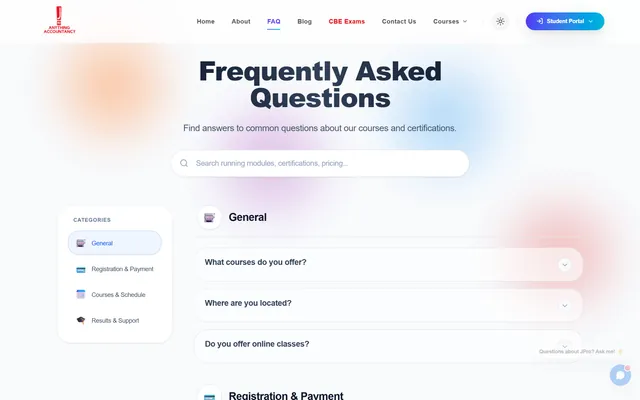 ANYTHING
ACCOUNTANCY
Home About FAQ Blog CBE Exams Contact Us Courses Student Portal
Frequently Asked
Questions
Find answers to common questions about our courses and certifications.
Search running modules, certifications, pricing...
CATEGORIES
General
Registration & Payment
Courses & Schedule
Results & Support
General
What courses do you offer?
Where are you located?
Do you offer online classes?
Questions about JPiol? Ask me!
Registration & Payment